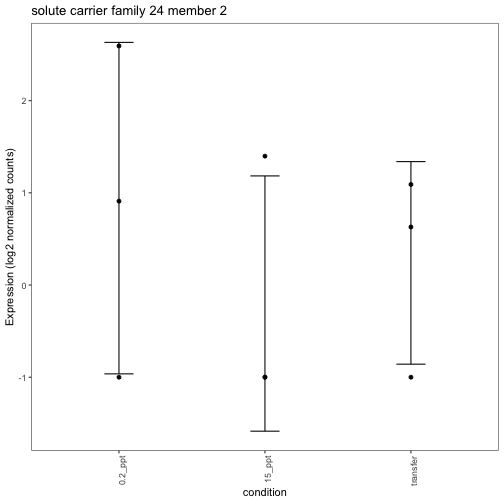 solute carrier family 24 member 2
Expression (log2 normalized counts)
2
1
0
-1
0.2_ppt
15_ppt
transfer
condition